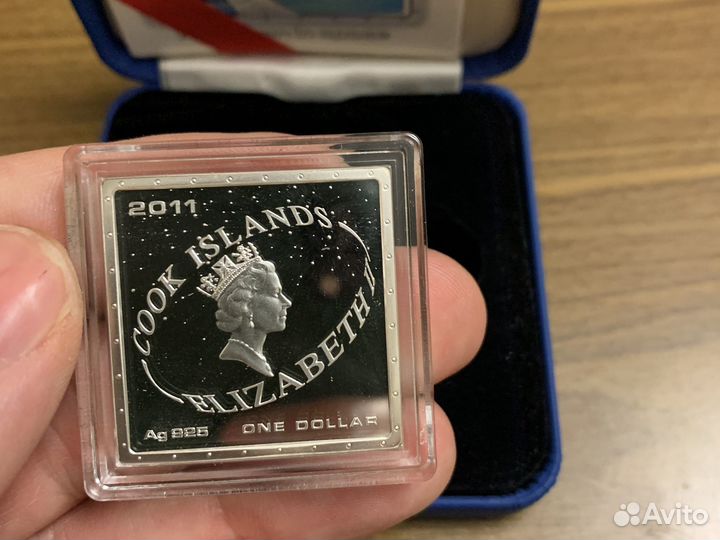 2011
COOK ISLANDS
ELIZABETH II
Ag 925 ONE DOLLAR
Avito